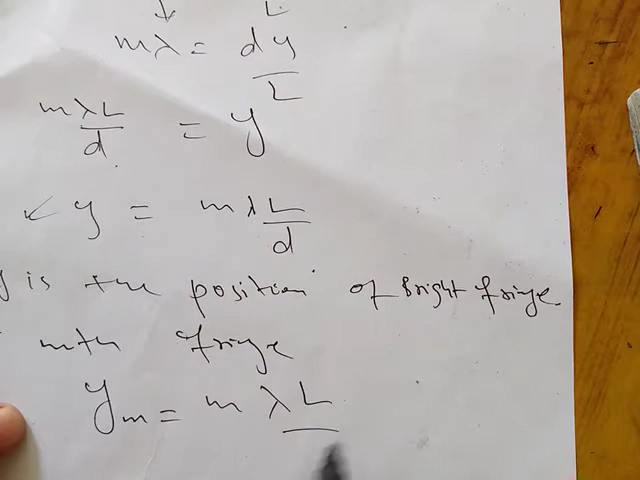 L
mλ = dy/L
mλL/d = y
y = mλL/d
y is the position of Bright fringe
mth fringe
yₘ = mλL